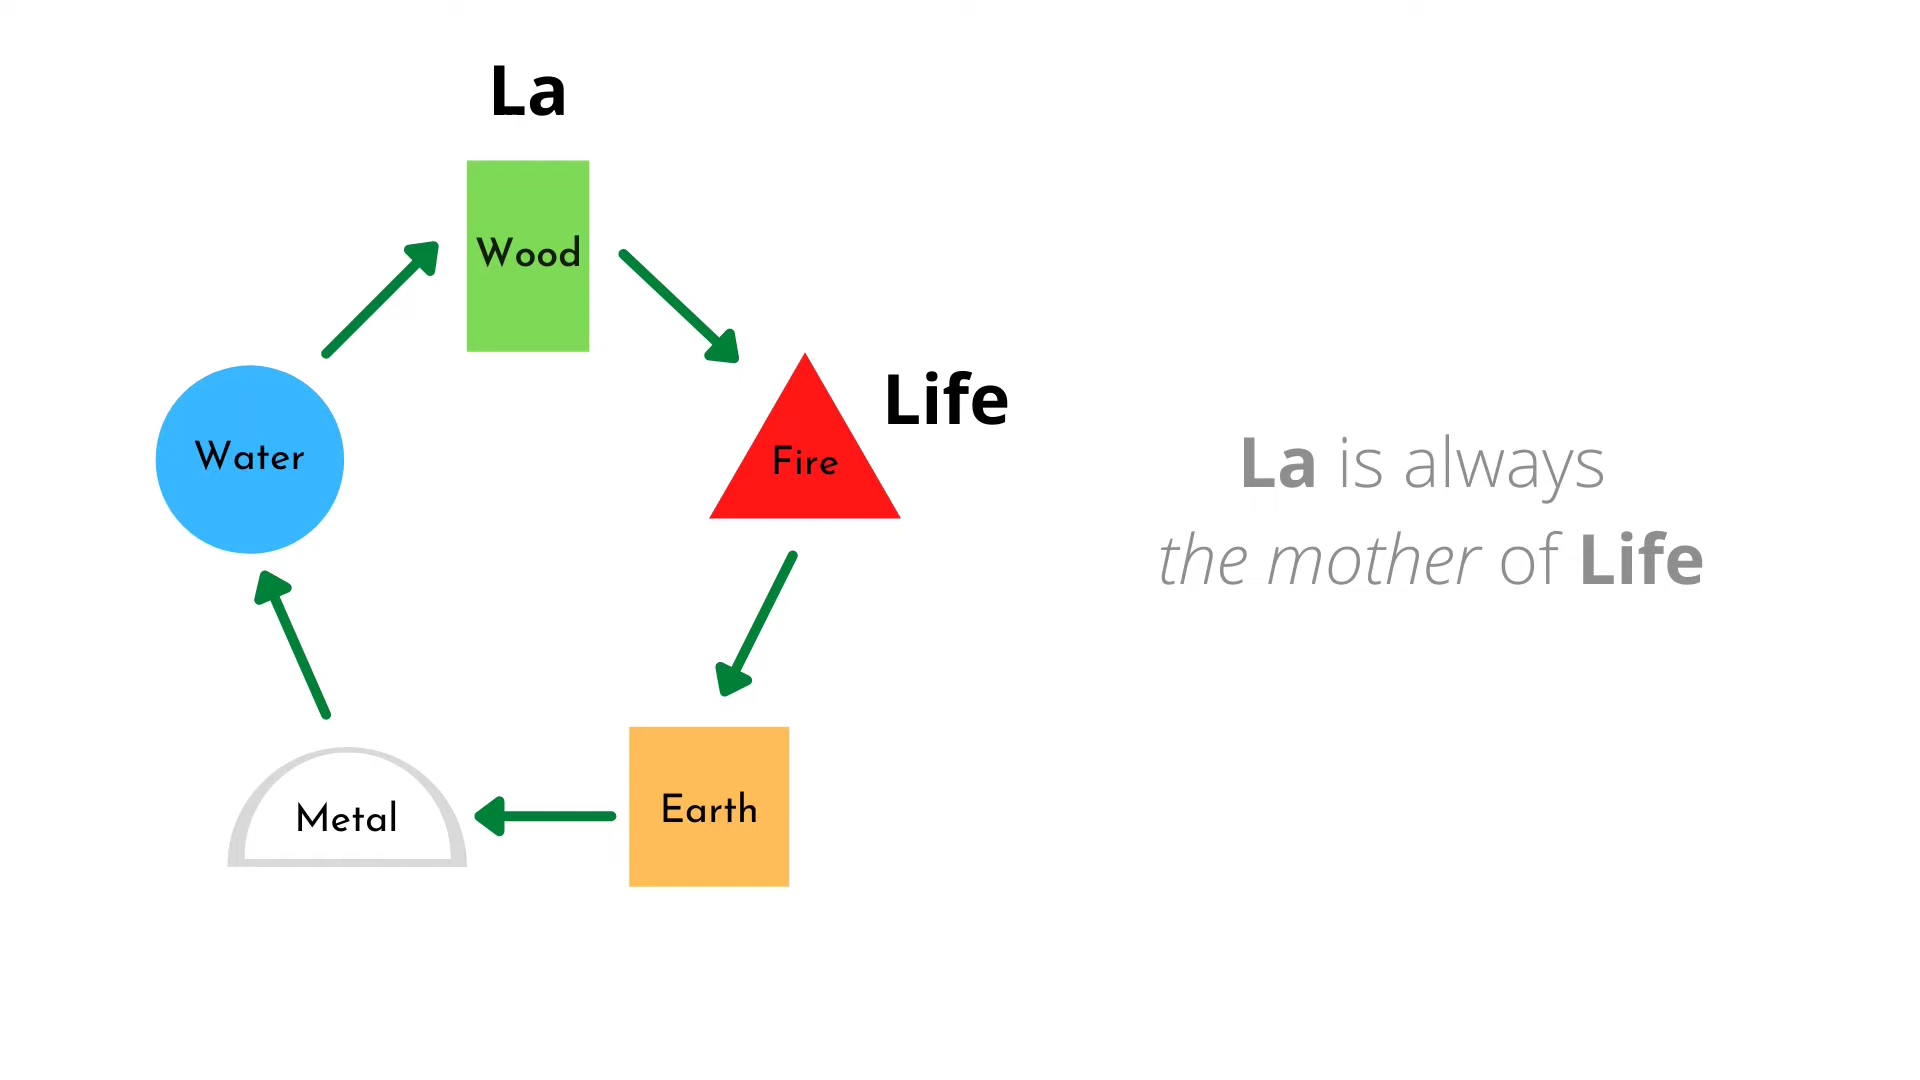 La
Wood
Life
Water
Fire
La is always
the mother of Life
Metal
Earth